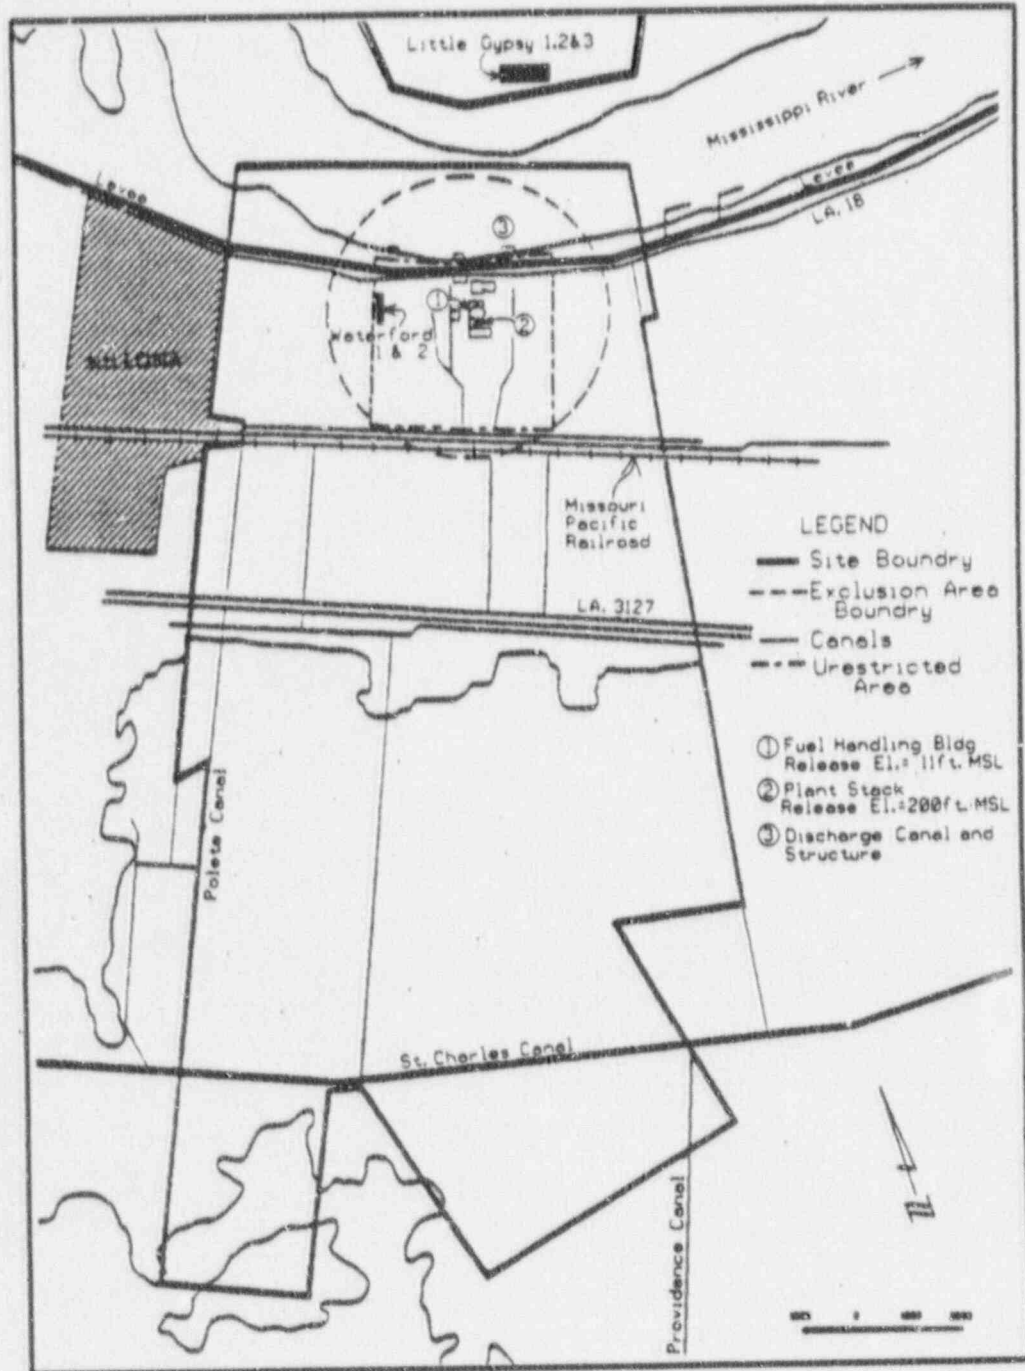 Little Gypsy 1,2&3
Mississippi River
Levee
Levee
LA. 18
③
①
②
Waterford
1 & 2
Missouri
Pacific
Railroad
LA. 3127
LEGEND
Site Boundry
Exclusion Area
Boundry
Canals
Urestricted
Area
① Fuel Handling Bldg
Release El.= 11ft. MSL
② Plant Stack
Release El.=200ft. MSL
③ Discharge Canal and
Structure
Polete Canal
St. Charles Canal
Providence Canal
0